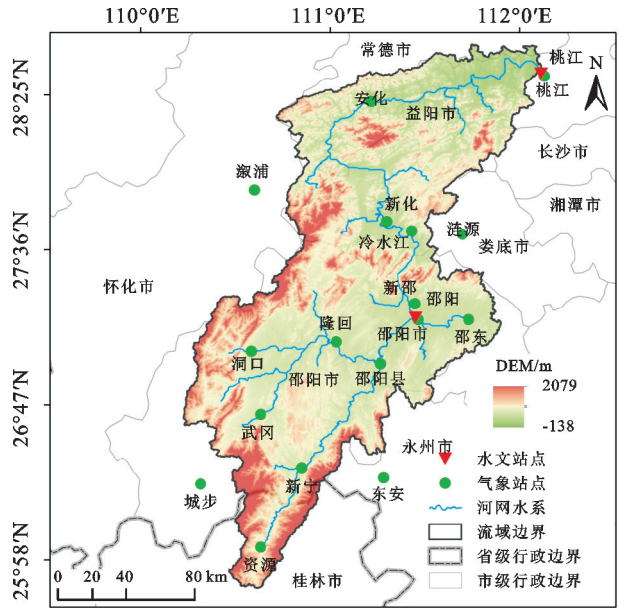 110°0′E 111°0′E 112°0′E
28°25′N
27°36′N
26°47′N
25°58′N
常德市
桃江
N
桃江
安化
益阳市
长沙市
溆浦
湘潭市
新化
涟源
冷水江
娄底市
怀化市
新邵 邵阳
隆回
邵阳市
邵东
洞口
邵阳市
邵阳县
武冈
永州市
新宁
城步
东安
资源
桂林市
DEM/m
2079
-138
水文站点
气象站点
河网水系
流域边界
省级行政边界
市级行政边界
0 20 40 80 km